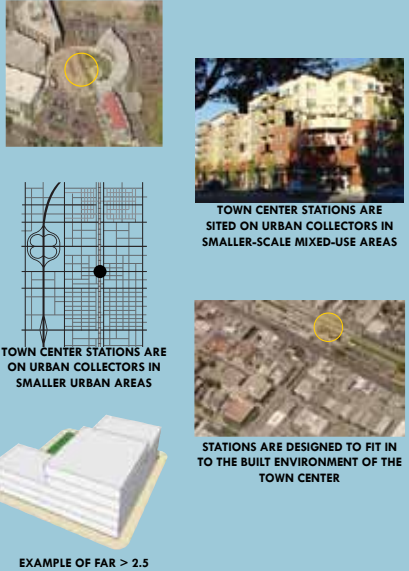 TOWN CENTER STATIONS ARE
SITED ON URBAN COLLECTORS IN
SMALLER-SCALE MIXED-USE AREAS
TOWN CENTER STATIONS ARE
ON URBAN COLLECTORS IN
SMALLER URBAN AREAS
STATIONS ARE DESIGNED TO FIT IN
TO THE BUILT ENVIRONMENT OF THE
TOWN CENTER
EXAMPLE OF FAR > 2.5